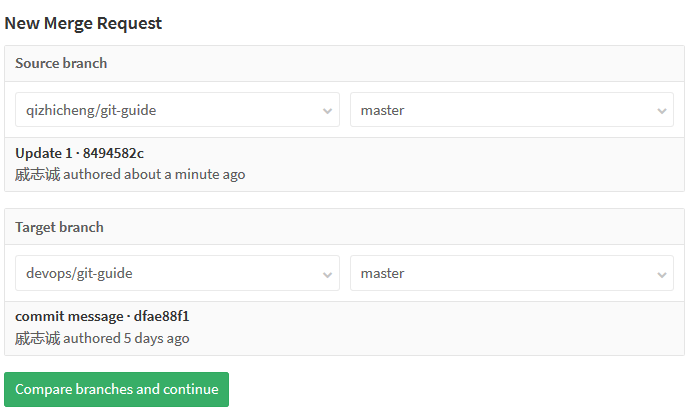 New Merge Request
Source branch
qizhicheng/git-guide
master
Update 1 · 8494582c
戚志诚 authored about a minute ago
Target branch
devops/git-guide
master
commit message · dfae88f1
戚志诚 authored 5 days ago
Compare branches and continue